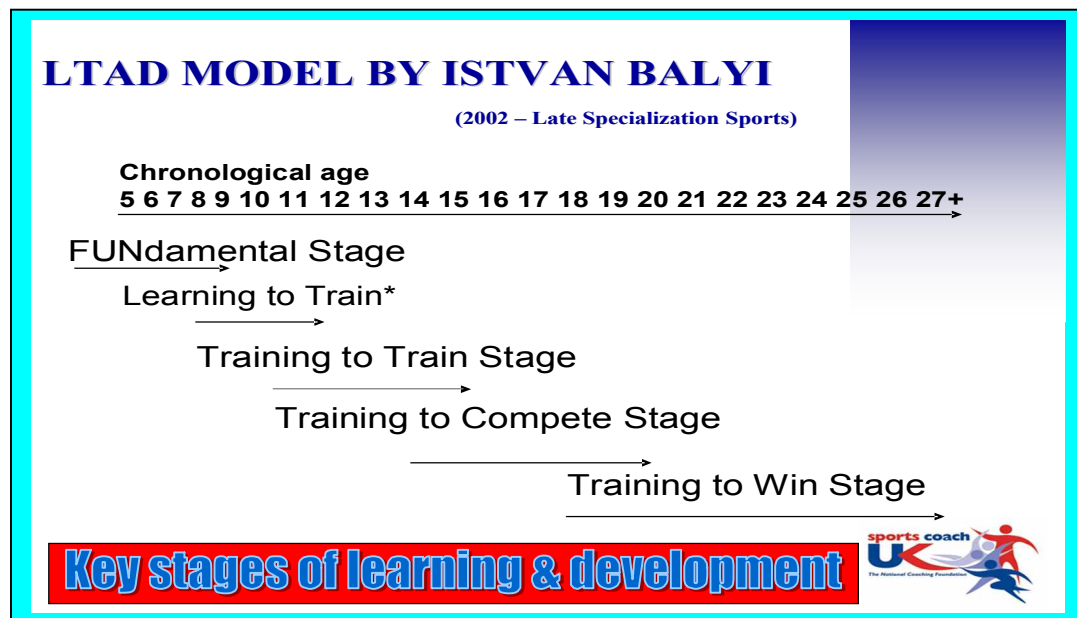 LTAD MODEL BY ISTVAN BALYI
(2002 – Late Specialization Sports)
Chronological age
5 6 7 8 9 10 11 12 13 14 15 16 17 18 19 20 21 22 23 24 25 26 27+
FUNdamental Stage
Learning to Train*
Training to Train Stage
Training to Compete Stage
Training to Win Stage
Key stages of learning & development
sports coach
UK
The National Coaching Foundation